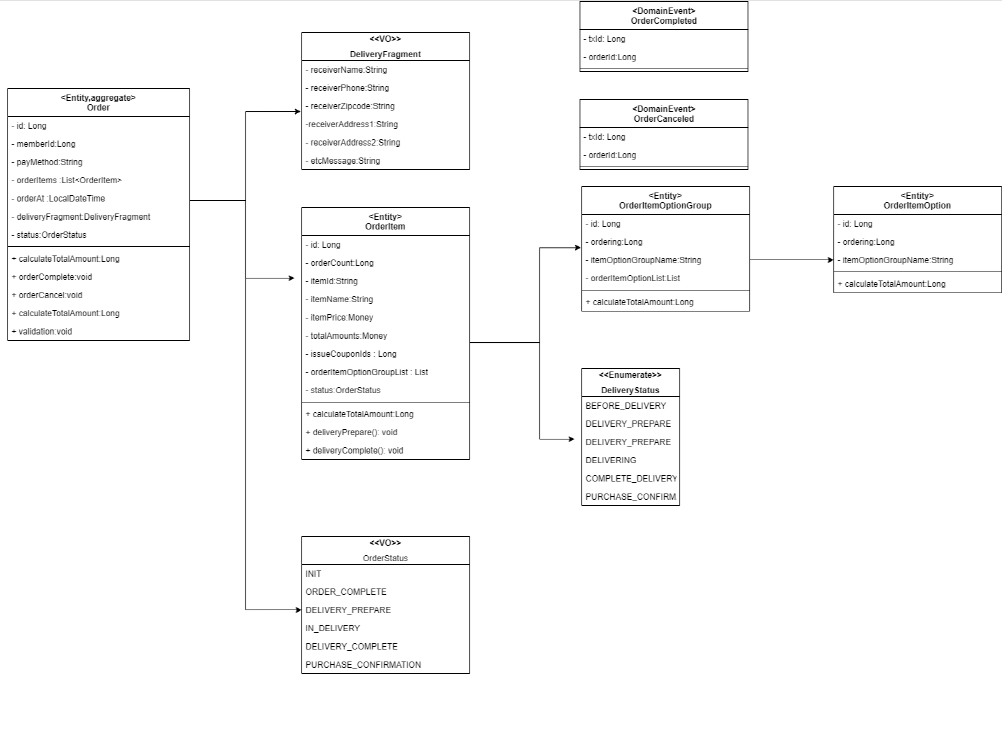 <Entity,aggregate>
Order
- id: Long
- memberId:Long
- payMethod:String
- orderItems :List<OrderItem>
- orderAt :LocalDateTime
- deliveryFragment:DeliveryFragment
- status:OrderStatus
+ calculateTotalAmount:Long
+ orderComplete:void
+ orderCancel:void
+ calculateTotalAmount:Long
+ validation:void
<<VO>>
DeliveryFragment
- receiverName:String
- receiverPhone:String
- receiverZipcode:String
-receiverAddress1:String
- receiverAddress2:String
- etcMessage:String
<Entity>
OrderItem
- id: Long
- orderCount:Long
- itemId:String
- itemName:String
- itemPrice:Money
- totalAmounts:Money
- issueCouponIds : Long
- orderItemOptionGroupList : List
- status:OrderStatus
+ calculateTotalAmount:Long
+ deliveryPrepare(): void
+ deliveryComplete(): void
<<VO>>
OrderStatus
INIT
ORDER_COMPLETE
DELIVERY_PREPARE
IN_DELIVERY
DELIVERY_COMPLETE
PURCHASE_CONFIRMATION
<DomainEvent>
OrderCompleted
- txId: Long
- orderId:Long
<DomainEvent>
OrderCanceled
- txId: Long
- orderId:Long
<Entity>
OrderItemOptionGroup
- id: Long
- ordering:Long
- itemOptionGroupName:String
- orderItemOptionList:List
+ calculateTotalAmount:Long
<<Enumerate>>
DeliveryStatus
BEFORE_DELIVERY
DELIVERY_PREPARE
DELIVERY_PREPARE
DELIVERING
COMPLETE_DELIVERY
PURCHASE_CONFIRM
<Entity>
OrderItemOption
- id: Long
- ordering:Long
- itemOptionGroupName:String
+ calculateTotalAmount:Long